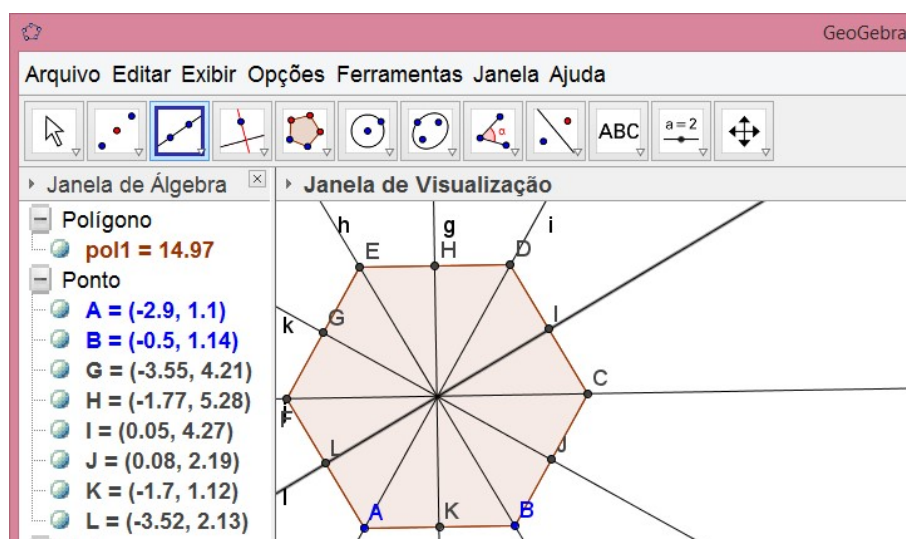 GeoGebra
Arquivo Editar Exibir Opções Ferramentas Janela Ajuda
α ABC a = 2
Janela de Álgebra
Janela de Visualização
Polígono
pol1 = 14.97
Ponto
A = (-2.9, 1.1)
B = (-0.5, 1.14)
G = (-3.55, 4.21)
H = (-1.77, 5.28)
I = (0.05, 4.27)
J = (0.08, 2.19)
K = (-1.7, 1.12)
L = (-3.52, 2.13)
h g i
E H D
k G I
C
F
L J
l
A K B